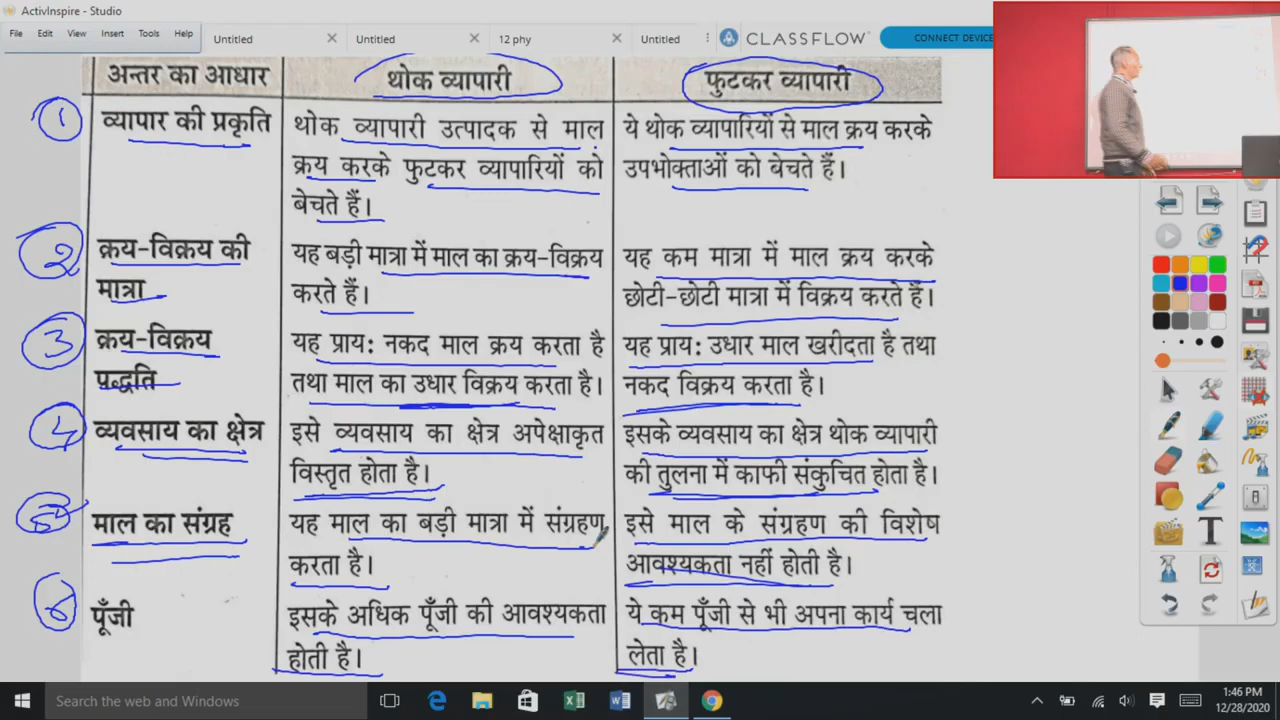 ActivInspire - Studio
File Edit View Insert Tools Help
Untitled Untitled 12 phy Untitled CLASSFLOW CONNECT DEVICE
अन्तर का आधार थोक व्यापारी फुटकर व्यापारी
1 व्यापार की प्रकृति थोक व्यापारी उत्पादक से माल ये थोक व्यापारियों से माल क्रय करके
क्रय करके फुटकर व्यापारियों को उपभोक्ताओं को बेचते हैं।
बेचते हैं।
2 क्रय-विक्रय की यह बड़ी मात्रा में माल का क्रय-विक्रय यह कम मात्रा में माल क्रय करके
मात्रा करते हैं। छोटी-छोटी मात्रा में विक्रय करते हैं।
3 क्रय-विक्रय यह प्राय: नकद माल क्रय करता है यह प्राय: उधार माल खरीदता है तथा
पद्धति तथा माल का उधार विक्रय करता है। नकद विक्रय करता है।
4 व्यवसाय का क्षेत्र इसे व्यवसाय का क्षेत्र अपेक्षाकृत इसके व्यवसाय का क्षेत्र थोक व्यापारी
विस्तृत होता है। की तुलना में काफी संकुचित होता है।
5 माल का संग्रह यह माल का बड़ी मात्रा में संग्रहण इसे माल के संग्रहण की विशेष
करता है। आवश्यकता नहीं होती है।
6 पूँजी इसके अधिक पूँजी की आवश्यकता ये कम पूँजी से भी अपना कार्य चला
होती है। लेता है।
Search the web and Windows
1:46 PM
12/28/2020